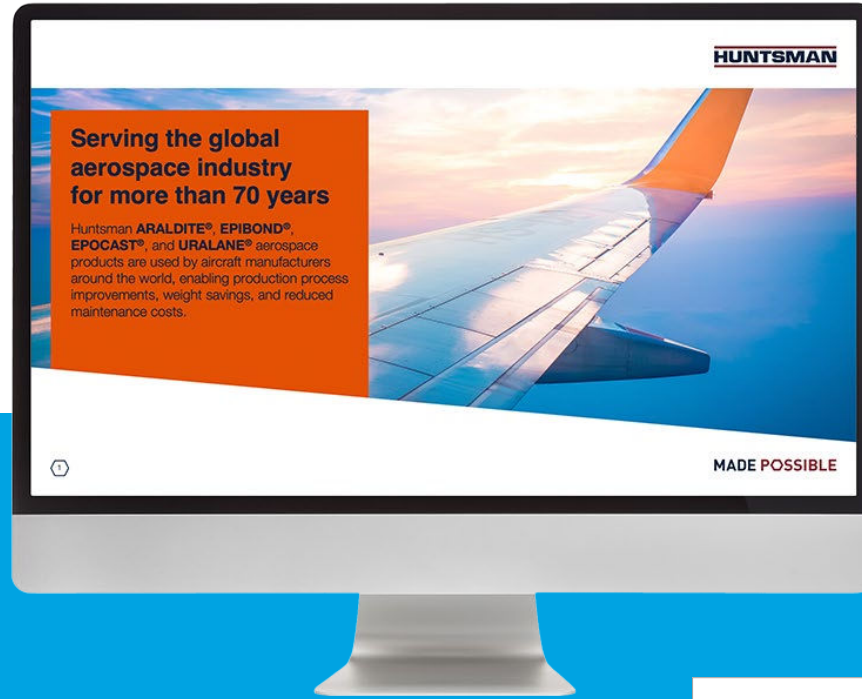 HUNTSMAN
Serving the global
aerospace industry
for more than 70 years
Huntsman ARALDITE®, EPIBOND®,
EPOCAST®, and URALANE® aerospace
products are used by aircraft manufacturers
around the world, enabling production process
improvements, weight savings, and reduced
maintenance costs.
1
MADE POSSIBLE